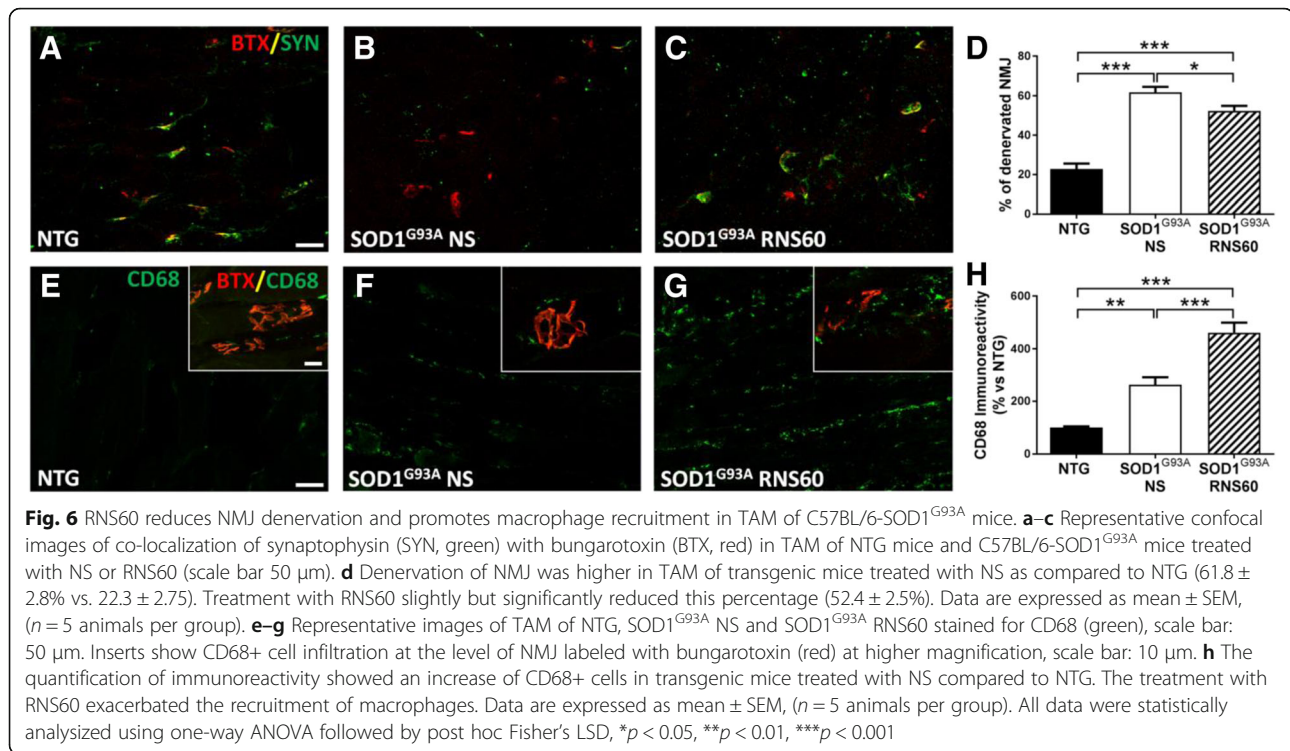 A
BTX/SYN
NTG
B
SOD1G93A NS
C
SOD1G93A RNS60
D
% of denervated NMJ
80
60
40
20
0
***
***
*
NTG
SOD1G93A
NS
SOD1G93A
RNS60
E
CD68
BTX/CD68
NTG
F
SOD1G93A NS
G
SOD1G93A RNS60
H
CD68 Immunoreactivity
(% vs NTG)
600
400
200
0
***
**
***
NTG
SOD1G93A
NS
SOD1G93A
RNS60
Fig. 6 RNS60 reduces NMJ denervation and promotes macrophage recruitment in TAM of C57BL/6-SOD1G93A mice. a–c Representative confocal
images of co-localization of synaptophysin (SYN, green) with bungarotoxin (BTX, red) in TAM of NTG mice and C57BL/6-SOD1G93A mice treated
with NS or RNS60 (scale bar 50 μm). d Denervation of NMJ was higher in TAM of transgenic mice treated with NS as compared to NTG (61.8 ±
2.8% vs. 22.3 ± 2.75). Treatment with RNS60 slightly but significantly reduced this percentage (52.4 ± 2.5%). Data are expressed as mean ± SEM,
(n = 5 animals per group). e–g Representative images of TAM of NTG, SOD1G93A NS and SOD1G93A RNS60 stained for CD68 (green), scale bar:
50 μm. Inserts show CD68+ cell infiltration at the level of NMJ labeled with bungarotoxin (red) at higher magnification, scale bar: 10 μm. h The
quantification of immunoreactivity showed an increase of CD68+ cells in transgenic mice treated with NS compared to NTG. The treatment with
RNS60 exacerbated the recruitment of macrophages. Data are expressed as mean ± SEM, (n = 5 animals per group). All data were statistically
analysized using one-way ANOVA followed by post hoc Fisher's LSD, *p < 0.05, **p < 0.01, ***p < 0.001